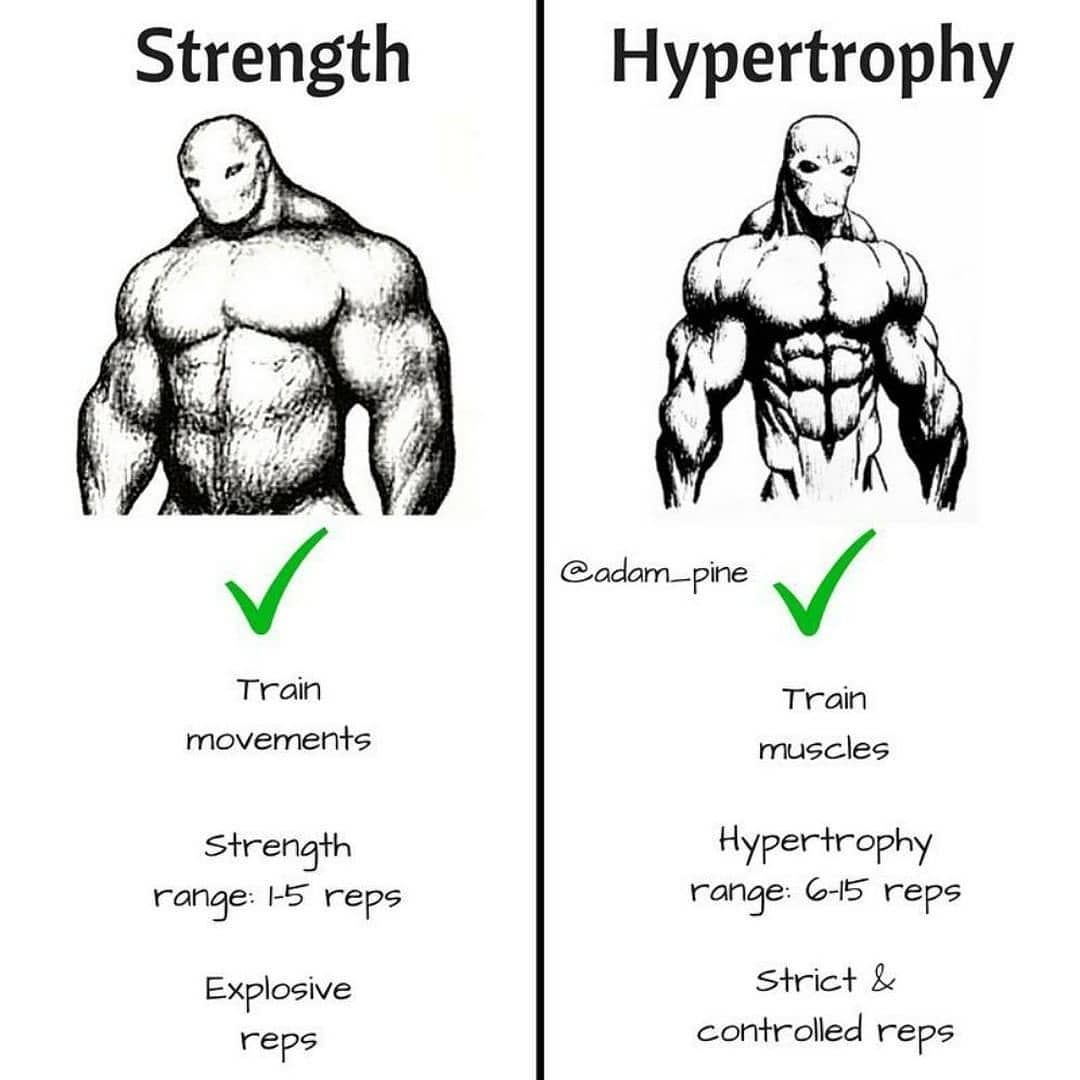 Strength
Train
movements
Strength
range: 1-5 reps
Explosive
reps
Hypertrophy
@adam_pine
Train
muscles
Hypertrophy
range: 6-15 reps
Strict &
controlled reps